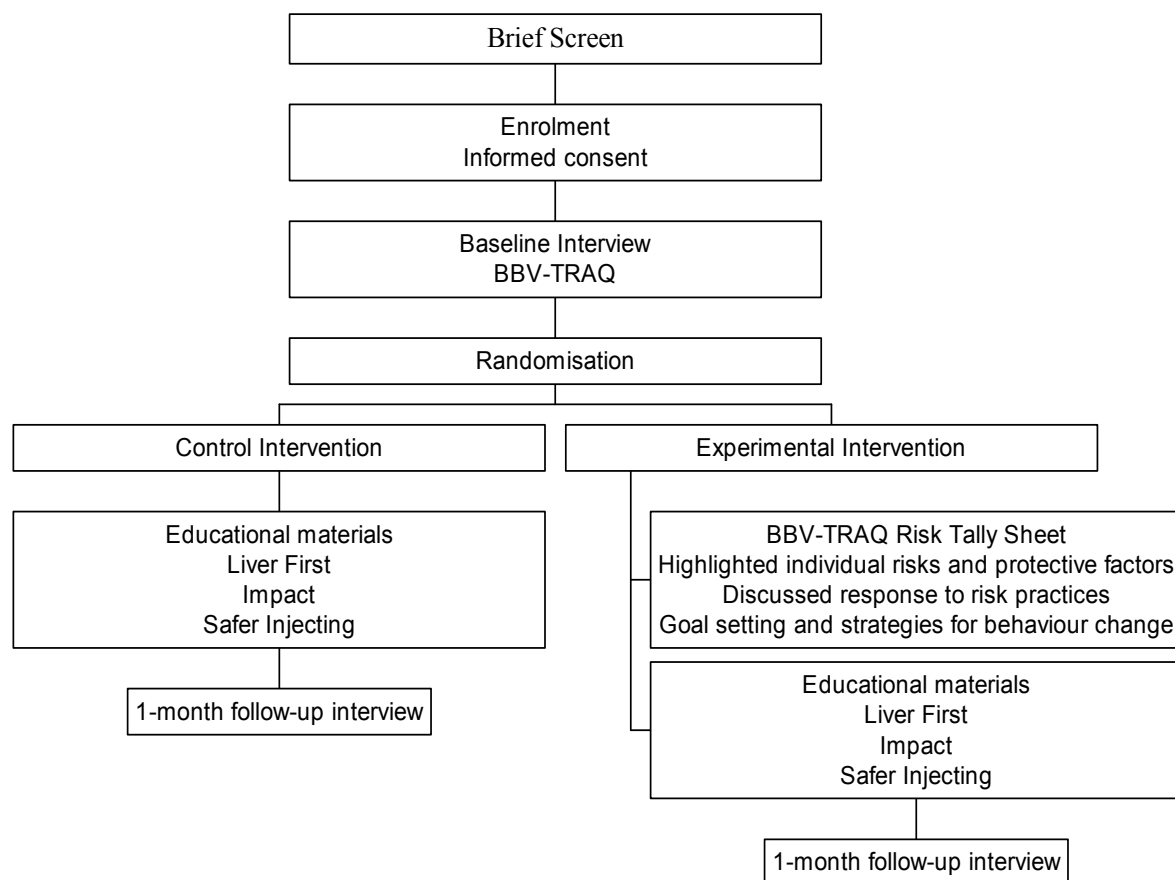 Brief Screen
Enrolment
Informed consent
Baseline Interview
BBV-TRAQ
Randomisation
Control Intervention
Experimental Intervention
Educational materials
Liver First
Impact
Safer Injecting
1-month follow-up interview
BBV-TRAQ Risk Tally Sheet
Highlighted individual risks and protective factors
Discussed response to risk practices
Goal setting and strategies for behaviour change
Educational materials
Liver First
Impact
Safer Injecting
1-month follow-up interview